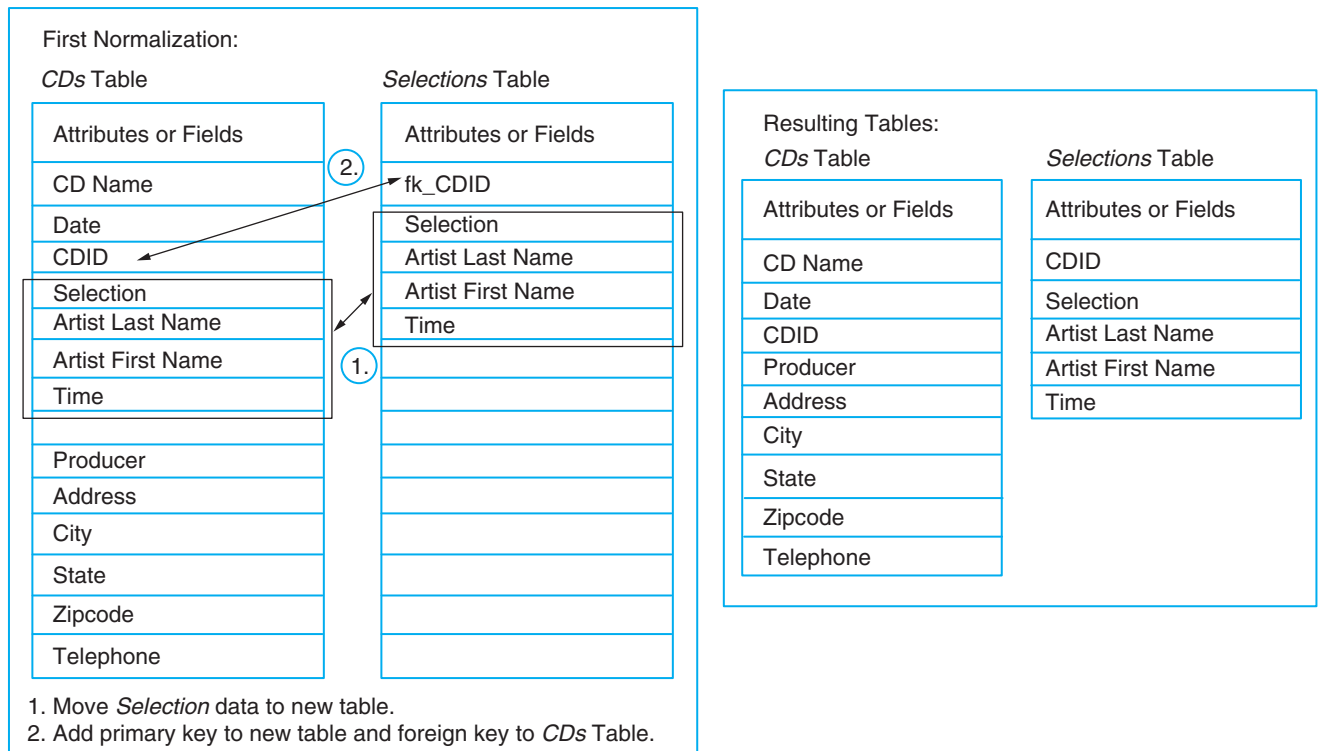 First Normalization:
CDs Table
Attributes or Fields
CD Name
Date
CDID
Selection
Artist Last Name
Artist First Name
Time
Producer
Address
City
State
Zipcode
Telephone
2.
1.
Selections Table
Attributes or Fields
fk_CDID
Selection
Artist Last Name
Artist First Name
Time
1. Move Selection data to new table.
2. Add primary key to new table and foreign key to CDs Table.
Resulting Tables:
CDs Table
Attributes or Fields
CD Name
Date
CDID
Producer
Address
City
State
Zipcode
Telephone
Selections Table
Attributes or Fields
CDID
Selection
Artist Last Name
Artist First Name
Time